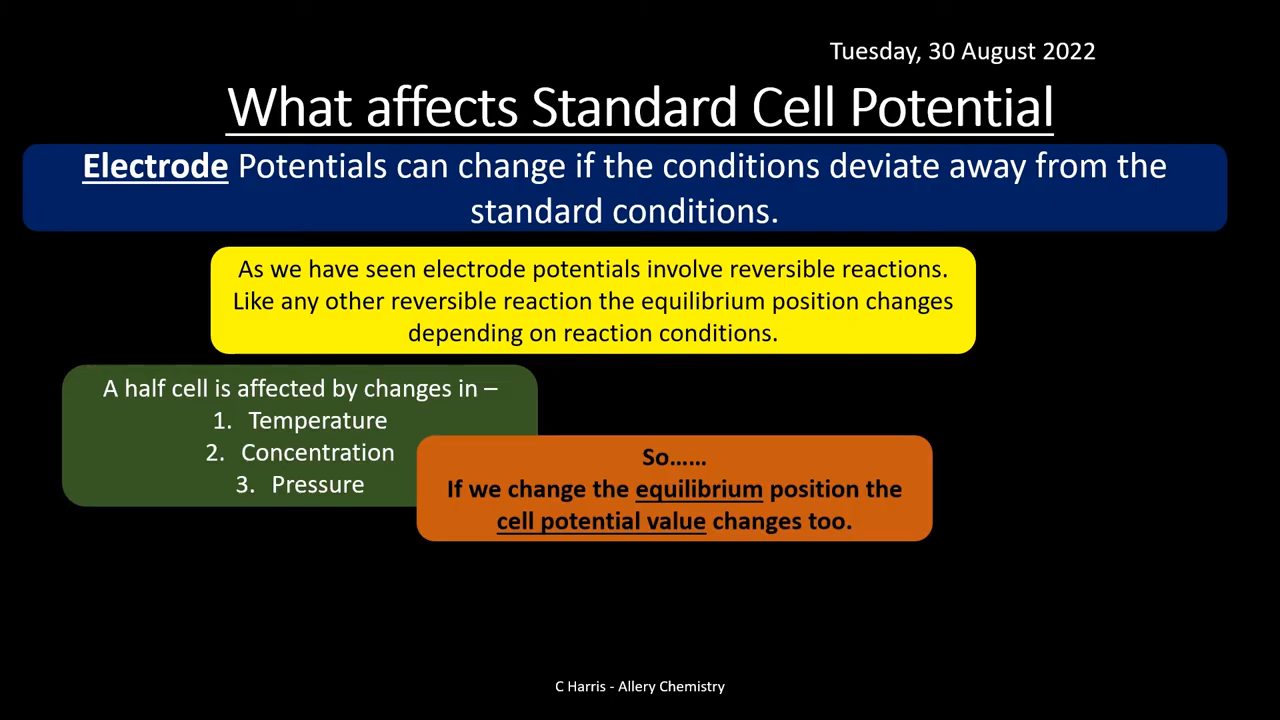 Tuesday, 30 August 2022
What affects Standard Cell Potential
Electrode Potentials can change if the conditions deviate away from the
standard conditions.
As we have seen electrode potentials involve reversible reactions.
Like any other reversible reaction the equilibrium position changes
depending on reaction conditions.
A half cell is affected by changes in –
1. Temperature
2. Concentration
3. Pressure
So……
If we change the equilibrium position the
cell potential value changes too.
C Harris - Allery Chemistry